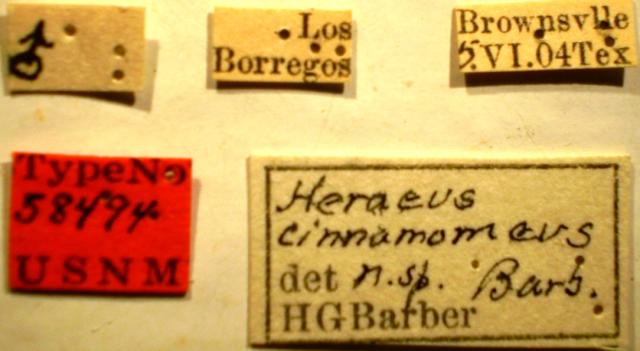 ♂
Los
Borregos
Brownsvlle
5.VI.04Tex
TypeNo
58494
USNM
Heraeus
cinnamomeus
det n.sp. Barb.
HGBarber